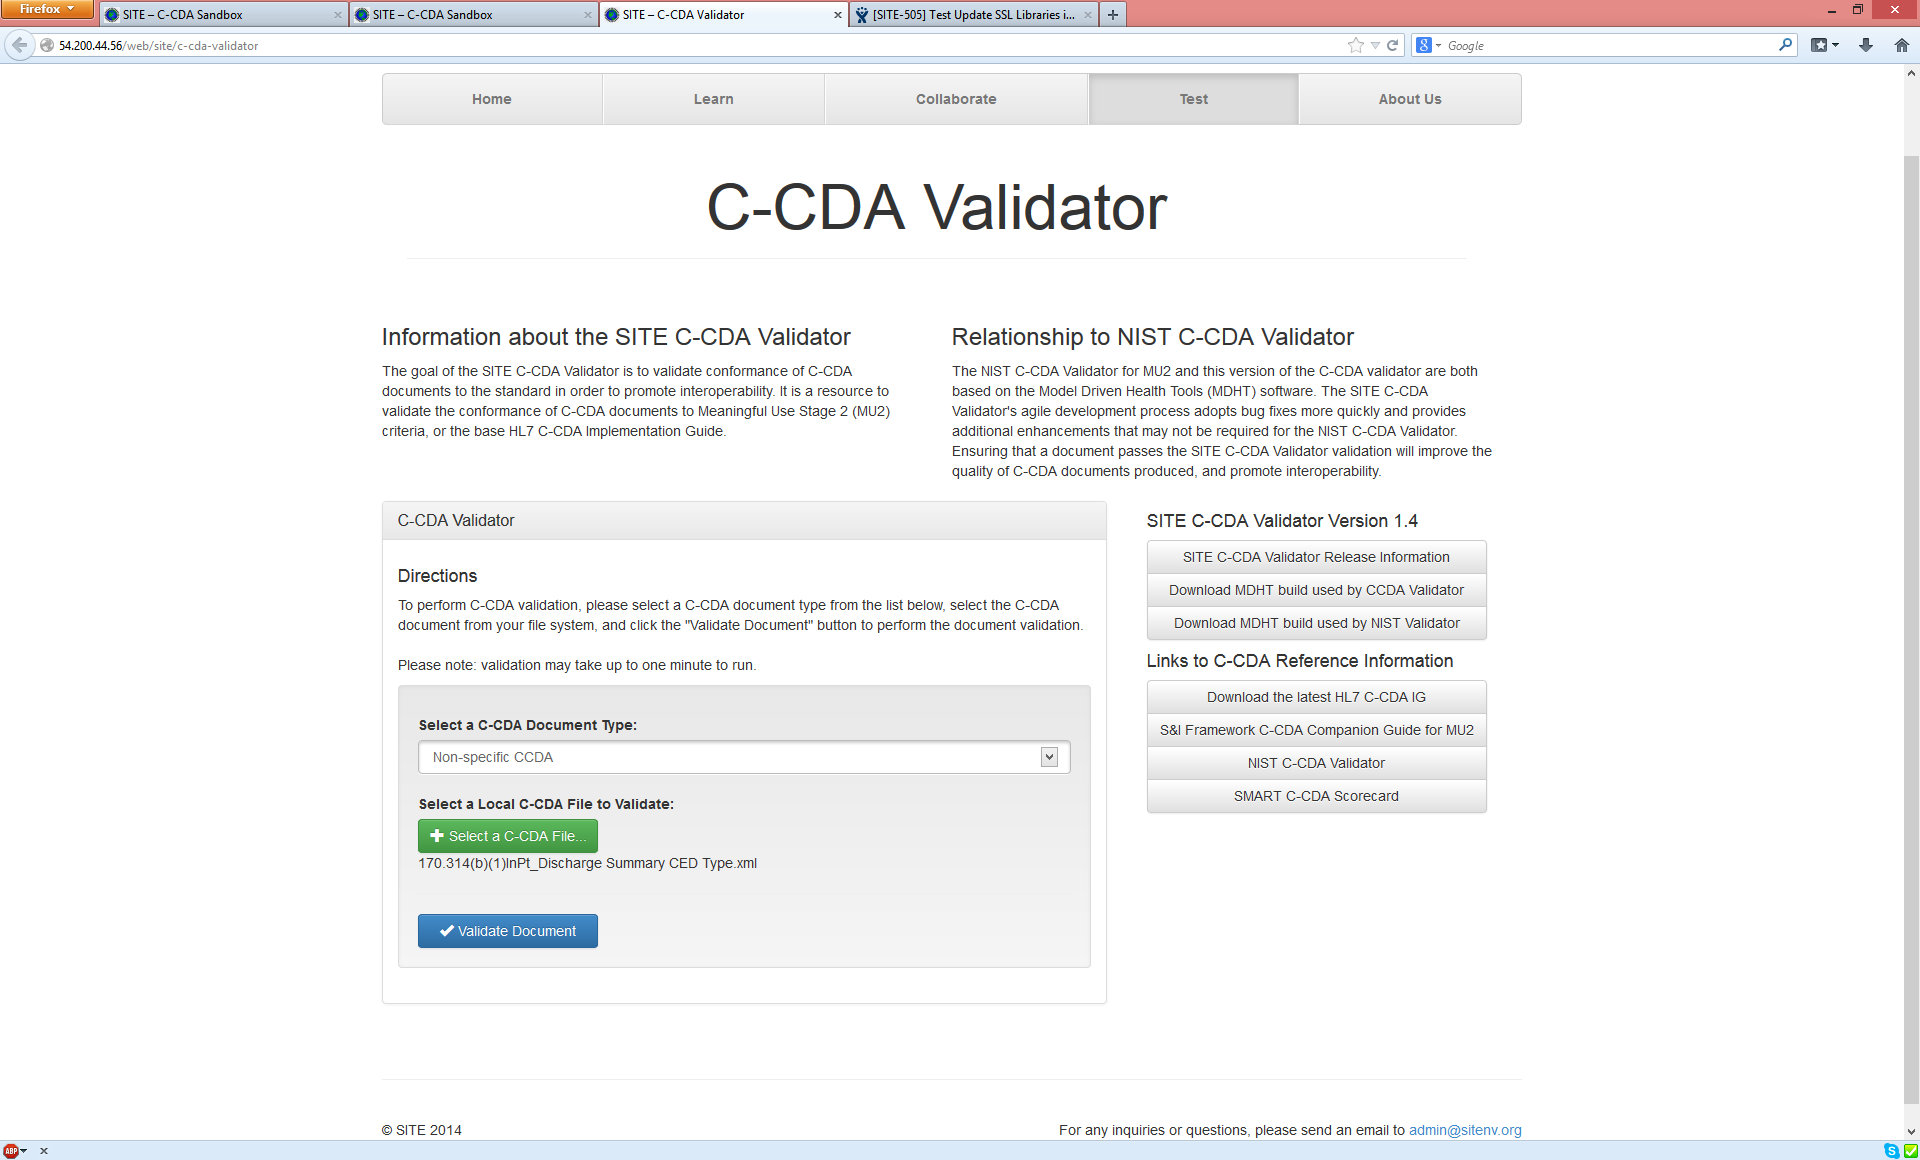 Firefox
SITE – C-CDA Sandbox
SITE – C-CDA Sandbox
SITE – C-CDA Validator
[SITE-505] Test Update SSL Libraries i...
54.200.44.56/web/site/c-cda-validator
8
Google
Home
Learn
Collaborate
Test
About Us
C-CDA Validator
Information about the SITE C-CDA Validator
The goal of the SITE C-CDA Validator is to validate conformance of C-CDA
documents to the standard in order to promote interoperability. It is a resource to
validate the conformance of C-CDA documents to Meaningful Use Stage 2 (MU2)
criteria, or the base HL7 C-CDA Implementation Guide.
Relationship to NIST C-CDA Validator
The NIST C-CDA Validator for MU2 and this version of the C-CDA validator are both
based on the Model Driven Health Tools (MDHT) software. The SITE C-CDA
Validator's agile development process adopts bug fixes more quickly and provides
additional enhancements that may not be required for the NIST C-CDA Validator.
Ensuring that a document passes the SITE C-CDA Validator validation will improve the
quality of C-CDA documents produced, and promote interoperability.
C-CDA Validator
Directions
To perform C-CDA validation, please select a C-CDA document type from the list below, select the C-CDA
document from your file system, and click the "Validate Document" button to perform the document validation.
Please note: validation may take up to one minute to run.
Select a C-CDA Document Type:
Non-specific CCDA
Select a Local C-CDA File to Validate:
Select a C-CDA File...
170.314(b)(1)InPt_Discharge Summary CED Type.xml
Validate Document
SITE C-CDA Validator Version 1.4
SITE C-CDA Validator Release Information
Download MDHT build used by CCDA Validator
Download MDHT build used by NIST Validator
Links to C-CDA Reference Information
Download the latest HL7 C-CDA IG
S&I Framework C-CDA Companion Guide for MU2
NIST C-CDA Validator
SMART C-CDA Scorecard
© SITE 2014
For any inquiries or questions, please send an email to admin@sitenv.org
ABP